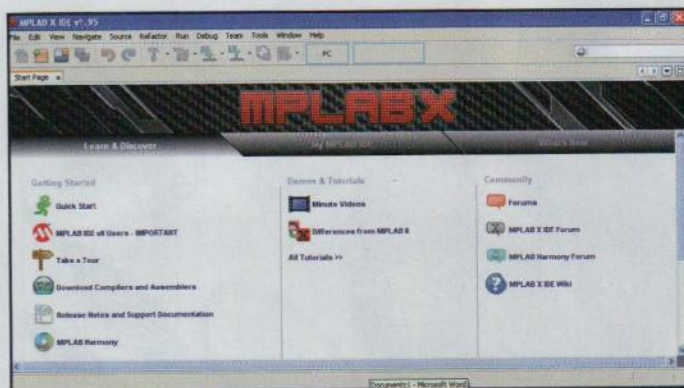 MPLAB X IDE v1.95
File Edit View Navigate Source Refactor Run Debug Team Tools Window Help
PC
Start Page
MPLAB X
Learn & Discover My MPLAB IDE What's New
Getting Started
Quick Start
MPLAB IDE v8 Users - IMPORTANT
Take a Tour
Download Compilers and Assemblers
Release Notes and Support Documentation
MPLAB Harmony
Demos & Tutorials
Minute Videos
Differences from MPLAB 8
All Tutorials >>
Community
Forums
MPLAB X IDE Forum
MPLAB Harmony Forum
MPLAB X IDE Wiki
Document1 - Microsoft Word